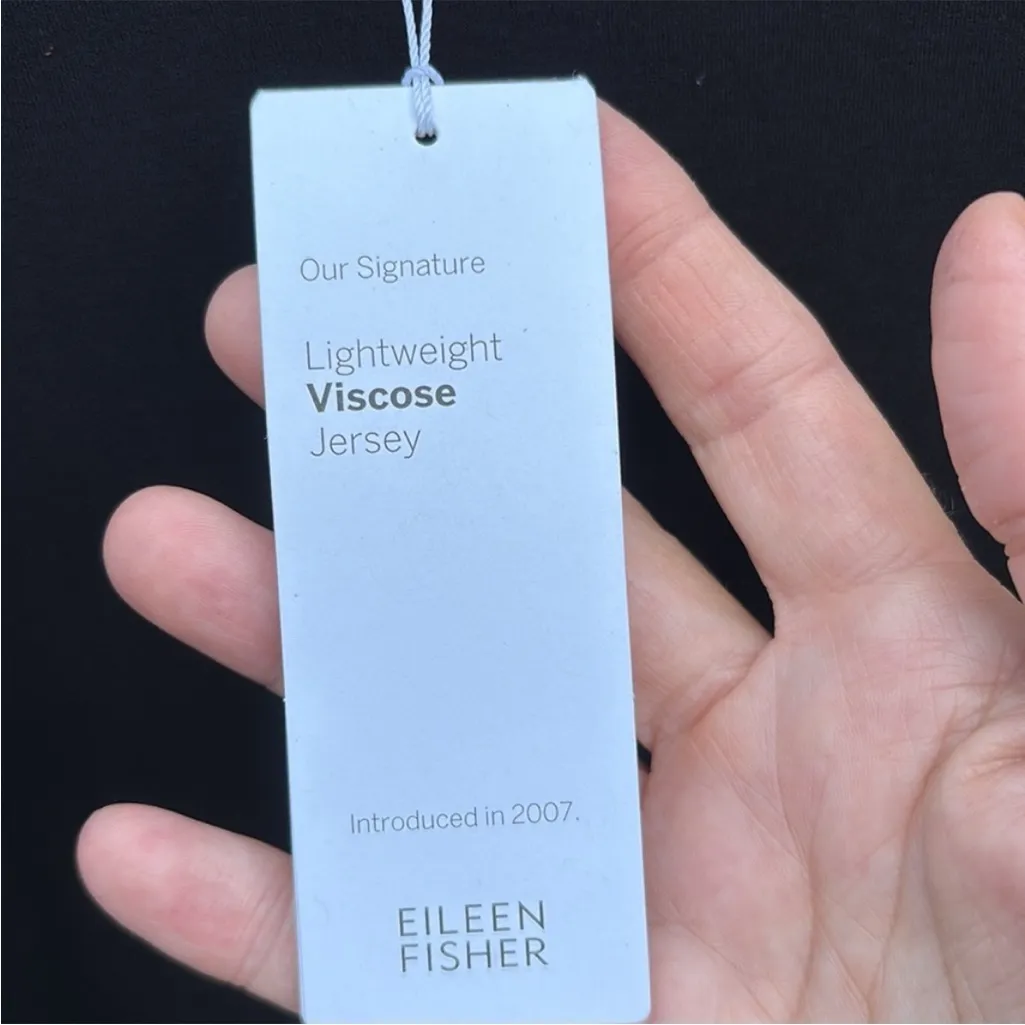 Our Signature
Lightweight
Viscose
Jersey
Introduced in 2007.
EILEEN
FISHER